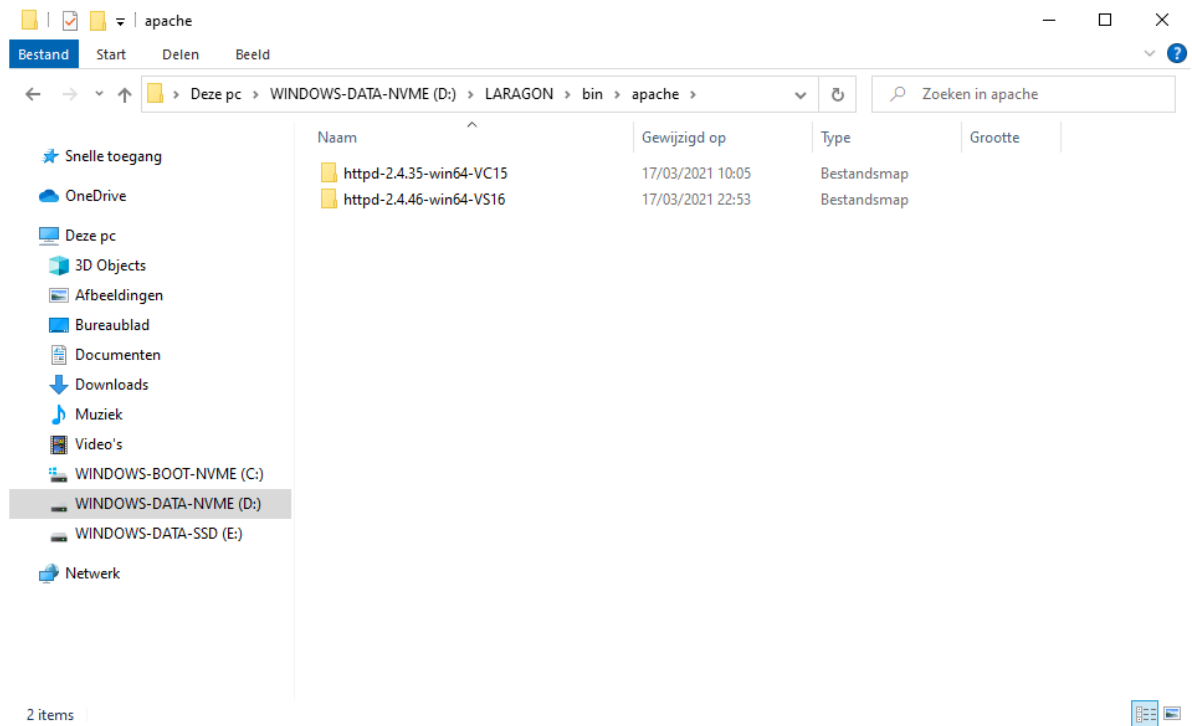 apache
Bestand Start Delen Beeld
Deze pc WINDOWS-DATA-NVME (D:) LARAGON bin apache Zoeken in apache
Naam Gewijzigd op Type Grootte
Snelle toegang
httpd-2.4.35-win64-VC15 17/03/2021 10:05 Bestandsmap
OneDrive
httpd-2.4.46-win64-VS16 17/03/2021 22:53 Bestandsmap
Deze pc
3D Objects
Afbeeldingen
Bureaublad
Documenten
Downloads
Muziek
Video's
WINDOWS-BOOT-NVME (C:)
WINDOWS-DATA-NVME (D:)
WINDOWS-DATA-SSD (E:)
Netwerk
2 items